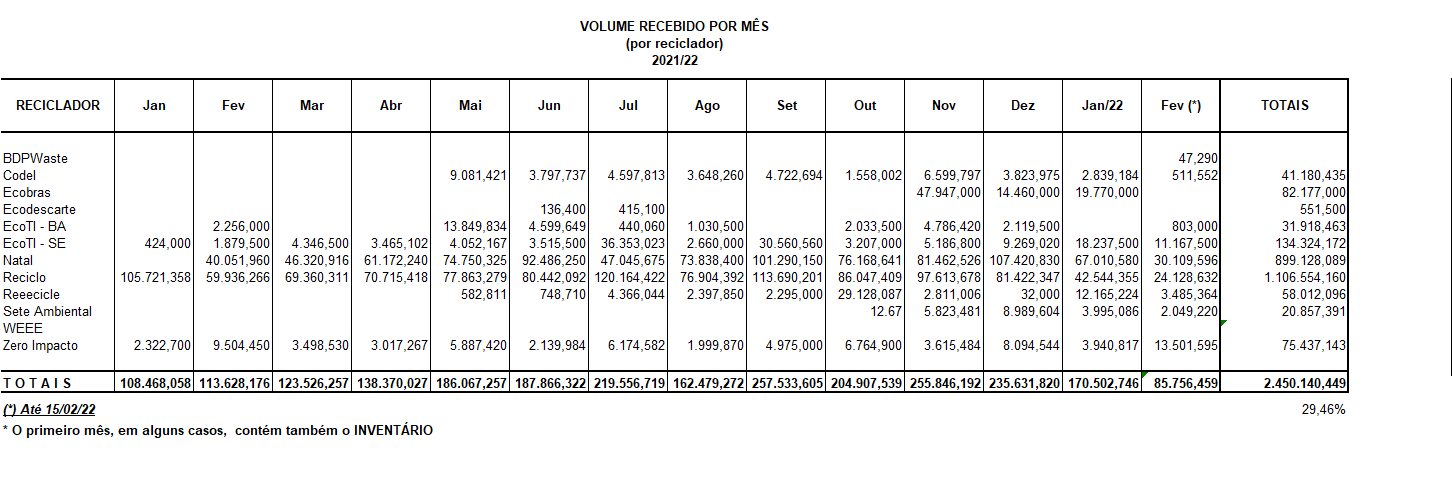 VOLUME RECEBIDO POR MÊS
(por reciclador)
2021/22
RECICLADOR Jan Fev Mar Abr Mai Jun Jul Ago Set Out Nov Dez Jan/22 Fev (*) TOTAIS
BDPWaste 47,290
Codel 9.081,421 3.797,737 4.597,813 3.648,260 4.722,694 1.558,002 6.599,797 3.823,975 2.839,184 511,552 41.180,435
Ecobras 47.947,000 14.460,000 19.770,000 82.177,000
Ecodescarte 136,400 415,100 551,500
EcoTI - BA 2.256,000 13.849,834 4.599,649 440,060 1.030,500 2.033,500 4.786,420 2.119,500 803,000 31.918,463
EcoTI - SE 424,000 1.879,500 4.346,500 3.465,102 4.052,167 3.515,500 36.353,023 2.660,000 30.560,560 3.207,000 5.186,800 9.269,020 18.237,500 11.167,500 134.324,172
Natal 40.051,960 46.320,916 61.172,240 74.750,325 92.486,250 47.045,675 73.838,400 101.290,150 76.168,641 81.462,526 107.420,830 67.010,580 30.109,596 899.128,089
Reciclo 105.721,358 59.936,266 69.360,311 70.715,418 77.863,279 80.442,092 120.164,422 76.904,392 113.690,201 86.047,409 97.613,678 81.422,347 42.544,355 24.128,632 1.106.554,160
Reeecicle 582,811 748,710 4.366,044 2.397,850 2.295,000 29.128,087 2.811,006 32,000 12.165,224 3.485,364 58.012,096
Sete Ambiental 12.67 5.823,481 8.989,604 3.995,086 2.049,220 20.857,391
WEEE
Zero Impacto 2.322,700 9.504,450 3.498,530 3.017,267 5.887,420 2.139,984 6.174,582 1.999,870 4.975,000 6.764,900 3.615,484 8.094,544 3.940,817 13.501,595 75.437,143
T O T A I S 108.468,058 113.628,176 123.526,257 138.370,027 186.067,257 187.866,322 219.556,719 162.479,272 257.533,605 204.907,539 255.846,192 235.631,820 170.502,746 85.756,459 2.450.140,449
(*) Até 15/02/22 29,46%
* O primeiro mês, em alguns casos, contém também o INVENTÁRIO